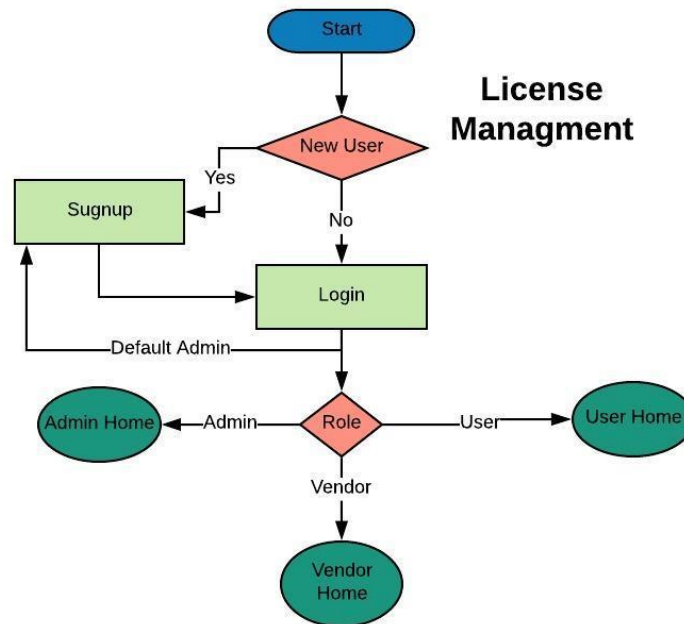 Start
License
Managment
New User
Yes
Sugnup
No
Login
Default Admin
Admin Home
Admin
Role
User
User Home
Vendor
Vendor
Home